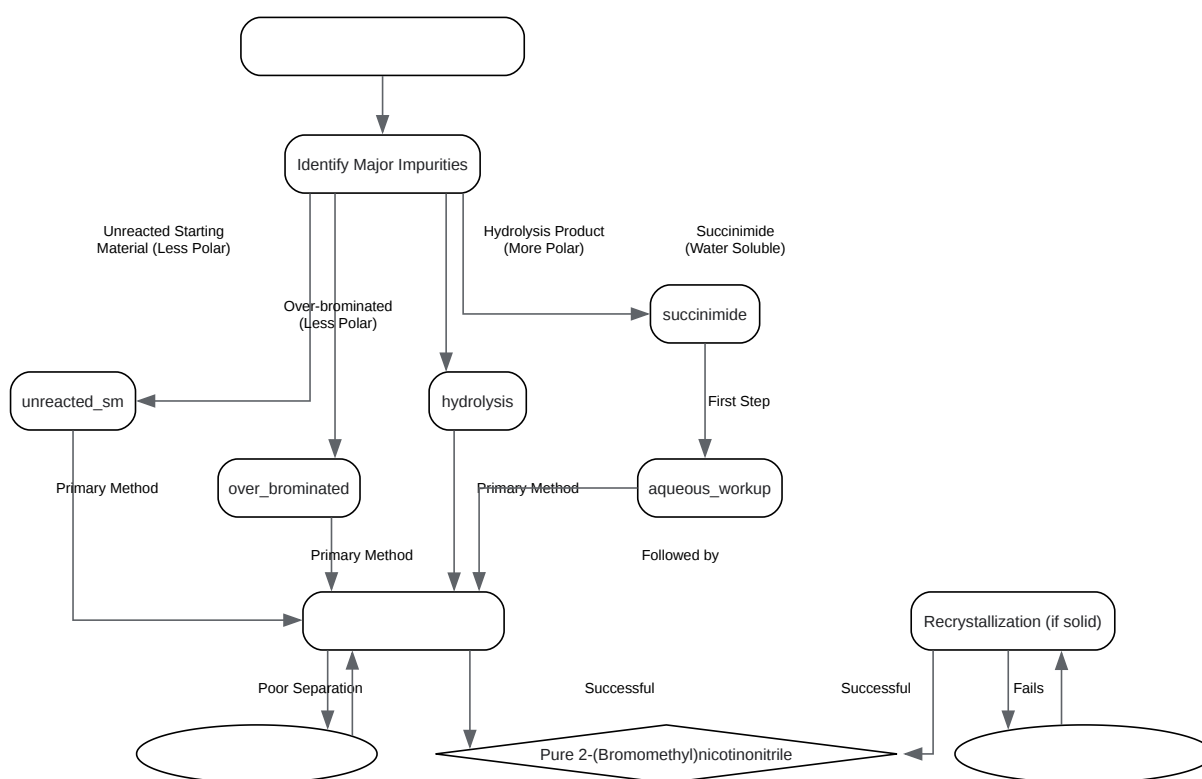 Identify Major Impurities
Unreacted Starting
Material (Less Polar)
Hydrolysis Product
(More Polar)
Succinimide
(Water Soluble)
Over-brominated
(Less Polar)
succinimide
unreacted_sm
hydrolysis
First Step
Primary Method
over_brominated
Primary Method
aqueous_workup
Primary Method
Followed by
Recrystallization (if solid)
Poor Separation
Successful
Successful
Fails
Pure 2-(Bromomethyl)nicotinonitrile